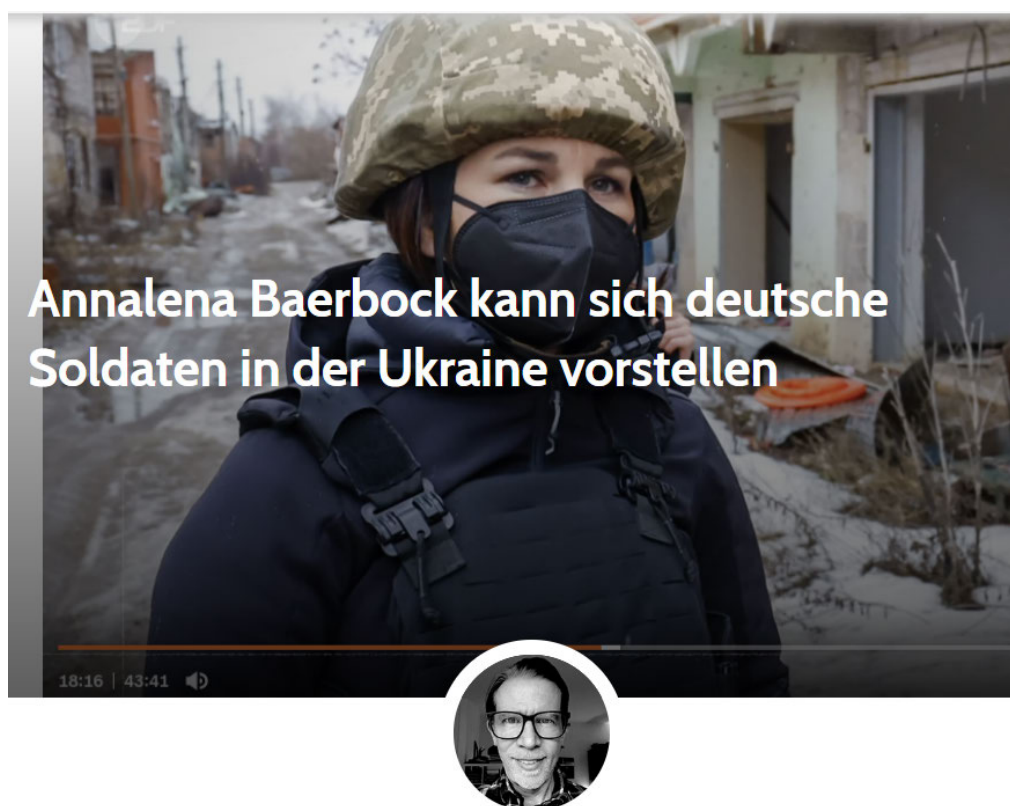 Annalena Baerbock kann sich deutsche
Soldaten in der Ukraine vorstellen
18:16 | 43:41